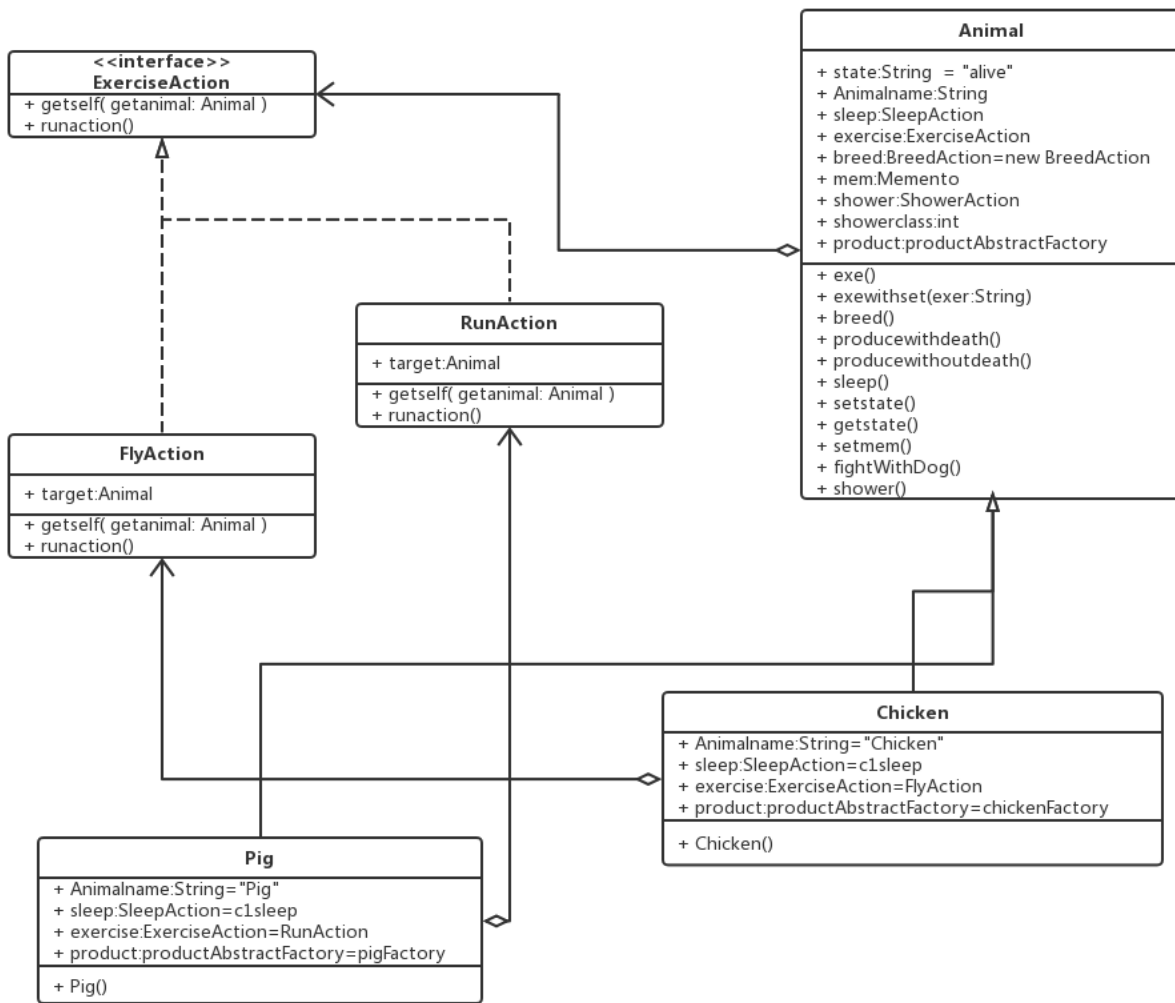 <<interface>>
ExerciseAction
+ getself( getanimal: Animal )
+ runaction()
Animal
+ state:String = "alive"
+ Animalname:String
+ sleep:SleepAction
+ exercise:ExerciseAction
+ breed:BreedAction=new BreedAction
+ mem:Memento
+ shower:ShowerAction
+ showerclass:int
+ product:productAbstractFactory
+ exe()
+ exewithset(exer:String)
+ breed()
+ producewithdeath()
+ producewithoutdeath()
+ sleep()
+ setstate()
+ getstate()
+ setmem()
+ fightWithDog()
+ shower()
RunAction
+ target:Animal
+ getself( getanimal: Animal )
+ runaction()
FlyAction
+ target:Animal
+ getself( getanimal: Animal )
+ runaction()
Chicken
+ Animalname:String="Chicken"
+ sleep:SleepAction=c1sleep
+ exercise:ExerciseAction=FlyAction
+ product:productAbstractFactory=chickenFactory
+ Chicken()
Pig
+ Animalname:String="Pig"
+ sleep:SleepAction=c1sleep
+ exercise:ExerciseAction=RunAction
+ product:productAbstractFactory=pigFactory
+ Pig()